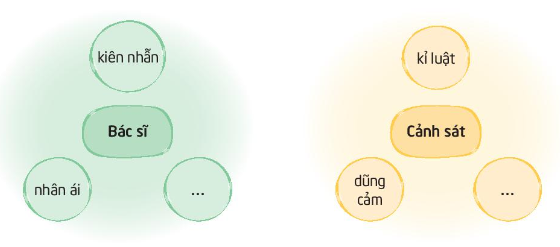 kiên nhẫn
Bác sĩ
nhân ái
...
kỉ luật
Cảnh sát
dũng
cảm
...